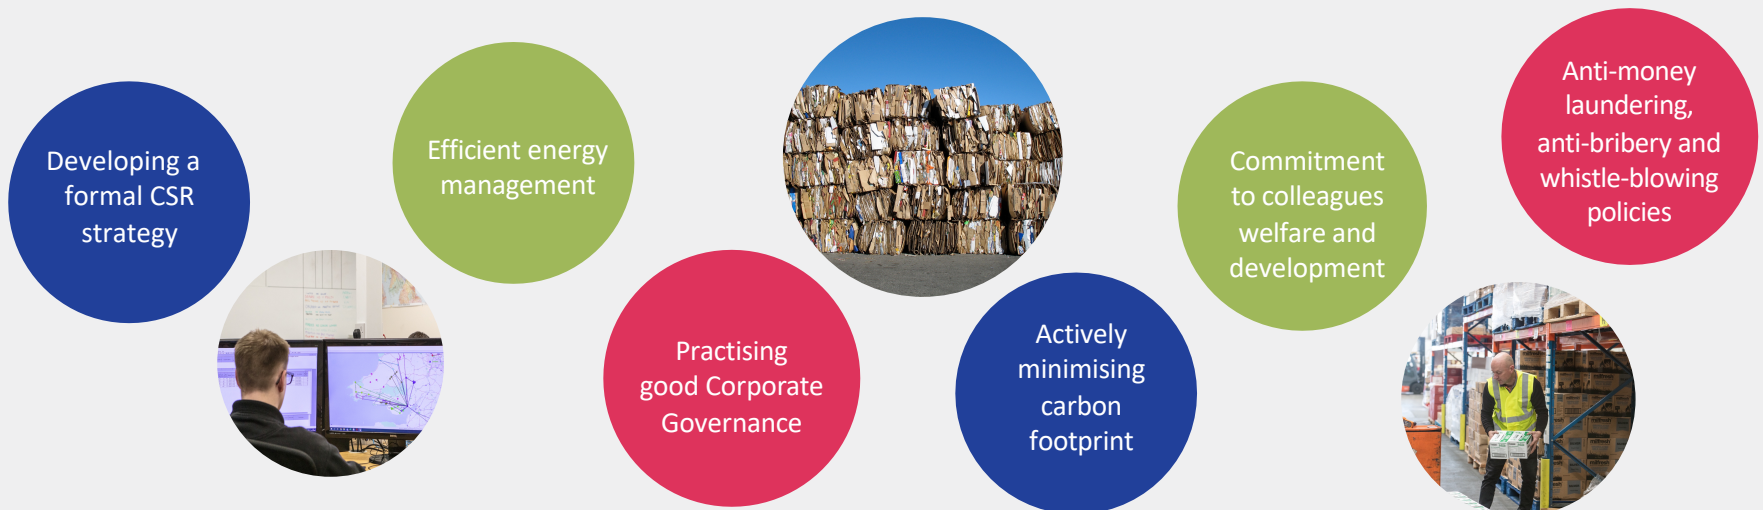 Developing a
formal CSR
strategy
Efficient energy
management
Practising
good Corporate
Governance
Actively
minimising
carbon
footprint
Commitment
to colleagues
welfare and
development
Anti-money
laundering,
anti-bribery and
whistle-blowing
policies